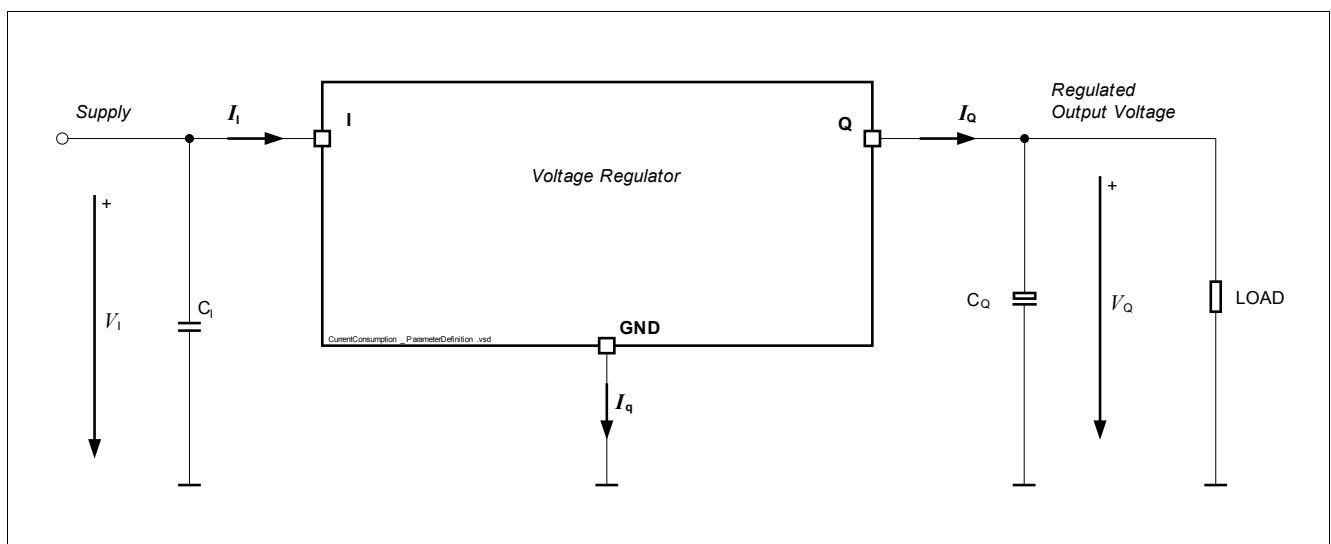 Supply
I_I
I
Q
I_Q
Regulated
Output Voltage
Voltage Regulator
+
+
V_I
C_I
C_Q
V_Q
LOAD
GND
CurrentConsumption _ ParameterDefinition .vsd
I_q